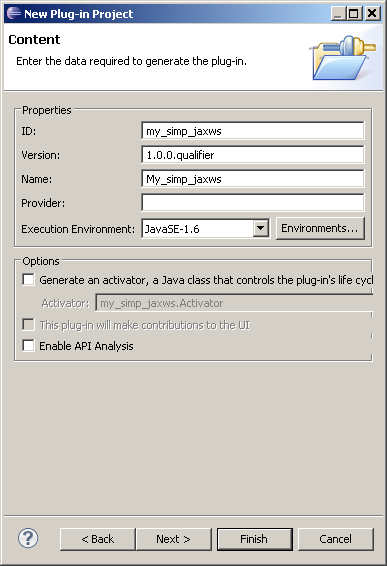 New Plug-in Project
Content
Enter the data required to generate the plug-in.
Properties
ID: my_simp_jaxws
Version: 1.0.0.qualifier
Name: My_simp_jaxws
Provider:
Execution Environment: JavaSE-1.6 Environments...
Options
Generate an activator, a Java class that controls the plug-in's life cycl
Activator: my_simp_jaxws.Activator
This plug-in will make contributions to the UI
Enable API Analysis
? < Back Next > Finish Cancel